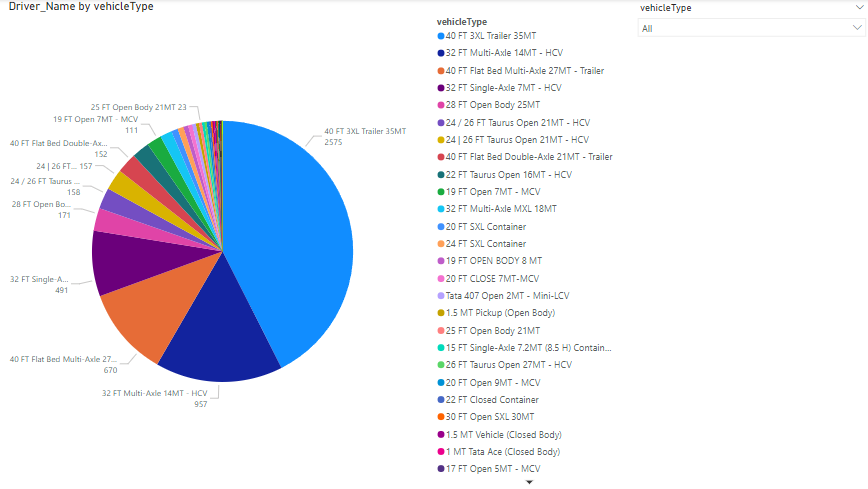 Driver_Name by vehicleType
25 FT Open Body 21MT 23
19 FT Open 7MT - MCV
111
40 FT Flat Bed Double-Ax...
152
24 | 26 FT... 157
24 / 26 FT Taurus ...
158
28 FT Open Bo...
171
32 FT Single-A...
491
40 FT Flat Bed Multi-Axle 27...
670
32 FT Multi-Axle 14MT - HCV
957
40 FT 3XL Trailer 35MT
2575
vehicleType
40 FT 3XL Trailer 35MT
32 FT Multi-Axle 14MT - HCV
40 FT Flat Bed Multi-Axle 27MT - Trailer
32 FT Single-Axle 7MT - HCV
28 FT Open Body 25MT
24 / 26 FT Taurus Open 21MT - HCV
24 | 26 FT Taurus Open 21MT - HCV
40 FT Flat Bed Double-Axle 21MT - Trailer
22 FT Taurus Open 16MT - HCV
19 FT Open 7MT - MCV
32 FT Multi-Axle MXL 18MT
20 FT SXL Container
24 FT SXL Container
19 FT OPEN BODY 8 MT
20 FT CLOSE 7MT-MCV
Tata 407 Open 2MT - Mini-LCV
1.5 MT Pickup (Open Body)
25 FT Open Body 21MT
15 FT Single-Axle 7.2MT (8.5 H) Contain...
26 FT Taurus Open 27MT - HCV
20 FT Open 9MT - MCV
22 FT Closed Container
30 FT Open SXL 30MT
1.5 MT Vehicle (Closed Body)
1 MT Tata Ace (Closed Body)
17 FT Open 5MT - MCV
vehicleType
All